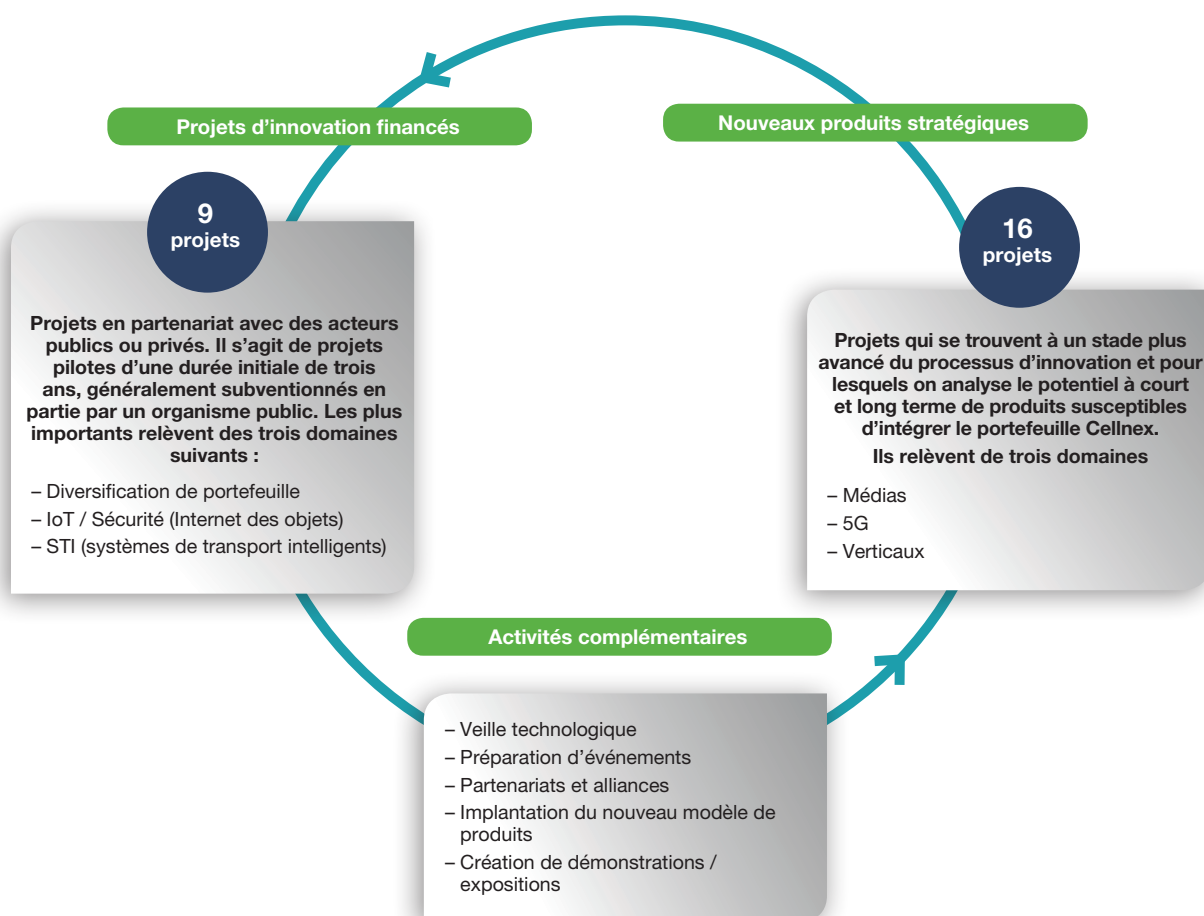 Projets d’innovation financés
9
projets
Projets en partenariat avec des acteurs
publics ou privés. Il s’agit de projets
pilotes d’une durée initiale de trois
ans, généralement subventionnés en
partie par un organisme public. Les plus
importants relèvent des trois domaines
suivants :
– Diversification de portefeuille
– IoT / Sécurité (Internet des objets)
– STI (systèmes de transport intelligents)
Nouveaux produits stratégiques
16
projets
Projets qui se trouvent à un stade plus
avancé du processus d’innovation et pour
lesquels on analyse le potentiel à court
et long terme de produits susceptibles
d’intégrer le portefeuille Cellnex.
Ils relèvent de trois domaines
– Médias
– 5G
– Verticaux
Activités complémentaires
– Veille technologique
– Préparation d’événements
– Partenariats et alliances
– Implantation du nouveau modèle de
produits
– Création de démonstrations /
expositions